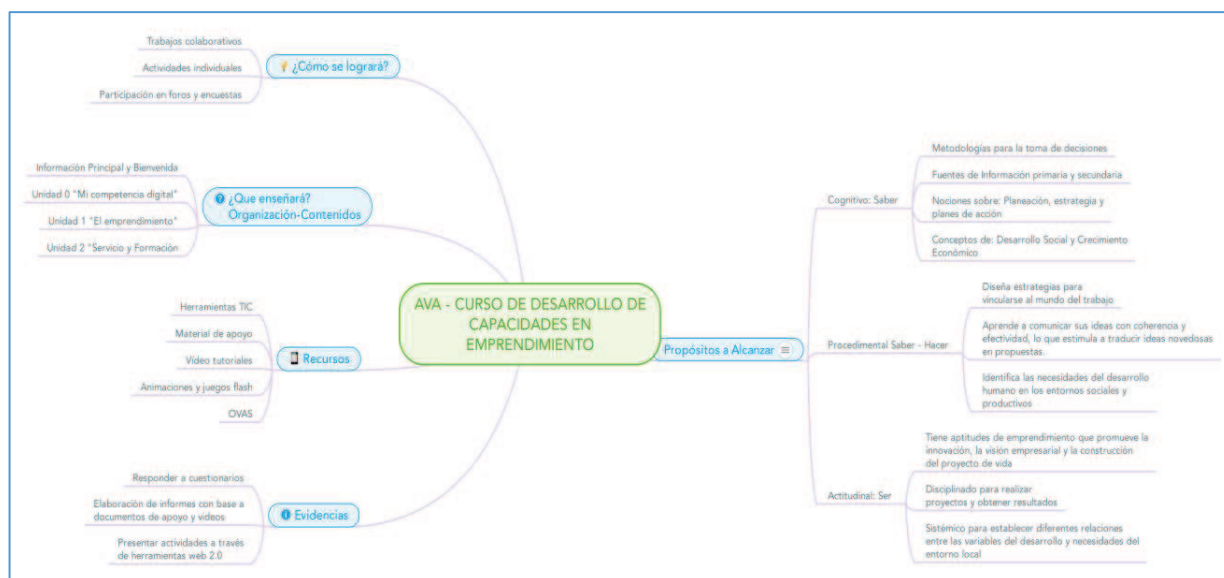 Trabajos colaborativos
Actividades individuales
Participación en foros y encuestas
¿Cómo se logrará?
Información Principal y Bienvenida
Unidad 0 "Mi competencia digital"
Unidad 1 "El emprendimiento"
Unidad 2 "Servicio y Formación
¿Que enseñará?
Organización-Contenidos
Herramientas TIC
Material de apoyo
Vídeo tutoriales
Animaciones y juegos flash
OVAS
Recursos
Responder a cuestionarios
Elaboración de informes con base a
documentos de apoyo y videos
Presentar actividades a través
de herramientas web 2.0
Evidencias
AVA - CURSO DE DESARROLLO DE
CAPACIDADES EN
EMPRENDIMIENTO
Propósitos a Alcanzar
Cognitivo: Saber
Metodologías para la toma de decisiones
Fuentes de Información primaria y secundaria
Nociones sobre: Planeación, estrategia y
planes de acción
Conceptos de: Desarrollo Social y Crecimiento
Económico
Procedimental Saber - Hacer
Diseña estrategias para
vincularse al mundo del trabajo
Aprende a comunicar sus ideas con coherencia y
efectividad, lo que estimula a traducir ideas novedosas
en propuestas.
Identifica las necesidades del desarrollo
humano en los entornos sociales y
productivos
Actitudinal: Ser
Tiene aptitudes de emprendimiento que promueve la
innovación, la visión empresarial y la construcción
del proyecto de vida
Disciplinado para realizar
proyectos y obtener resultados
Sistémico para establecer diferentes relaciones
entre las variables del desarrollo y necesidades del
entorno local